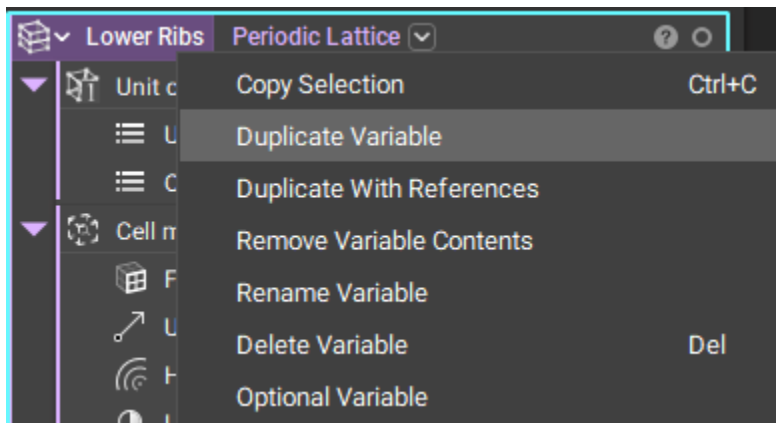 Lower Ribs Periodic Lattice
Unit c
Copy Selection Ctrl+C
U
Duplicate Variable
C
Duplicate With References
Cell m
Remove Variable Contents
F
Rename Variable
U
Delete Variable Del
H
Optional Variable